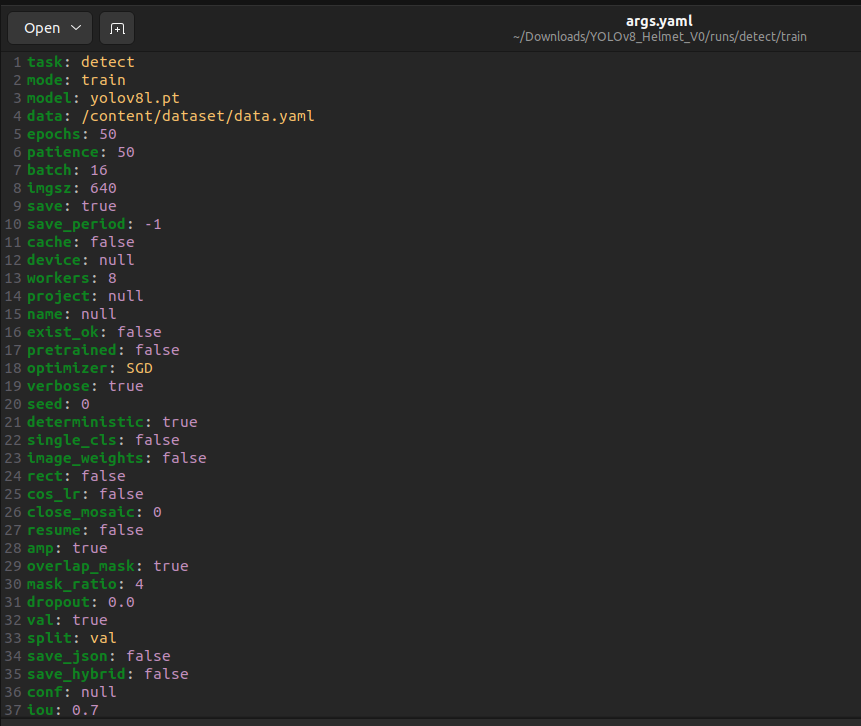 Open
args.yaml
~/Downloads/YOLOv8_Helmet_V0/runs/detect/train
1 task: detect
2 mode: train
3 model: yolov8l.pt
4 data: /content/dataset/data.yaml
5 epochs: 50
6 patience: 50
7 batch: 16
8 imgsz: 640
9 save: true
10 save_period: -1
11 cache: false
12 device: null
13 workers: 8
14 project: null
15 name: null
16 exist_ok: false
17 pretrained: false
18 optimizer: SGD
19 verbose: true
20 seed: 0
21 deterministic: true
22 single_cls: false
23 image_weights: false
24 rect: false
25 cos_lr: false
26 close_mosaic: 0
27 resume: false
28 amp: true
29 overlap_mask: true
30 mask_ratio: 4
31 dropout: 0.0
32 val: true
33 split: val
34 save_json: false
35 save_hybrid: false
36 conf: null
37 iou: 0.7